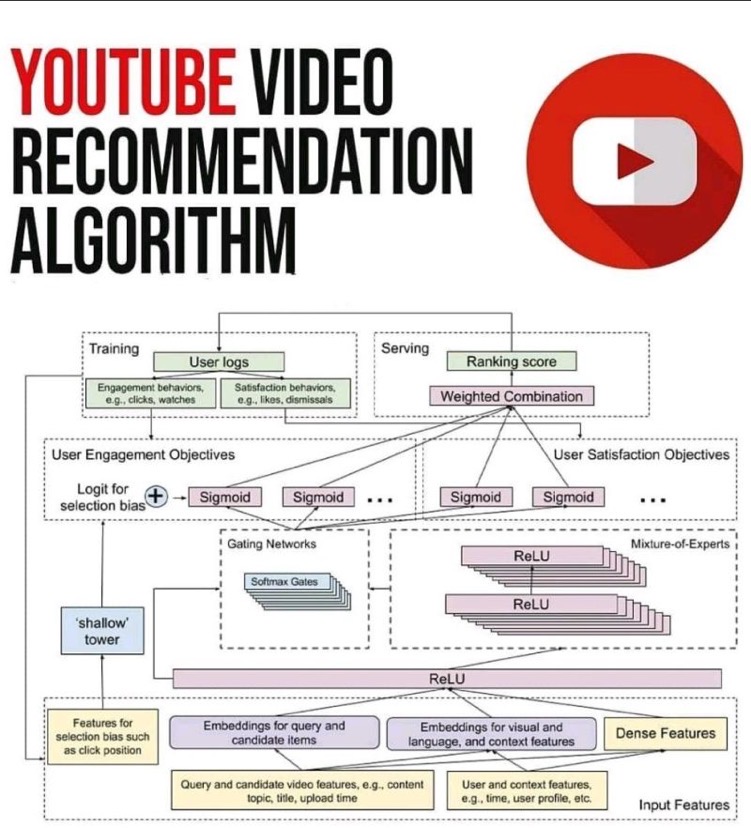 YOUTUBE VIDEO
RECOMMENDATION
ALGORITHM
Training
User logs
Engagement behaviors,
e.g., clicks, watches
Satisfaction behaviors,
e.g., likes, dismissals
Serving
Ranking score
Weighted Combination
User Engagement Objectives
Logit for
selection bias
+
Sigmoid
Sigmoid
...
User Satisfaction Objectives
Sigmoid
Sigmoid
...
Gating Networks
Softmax Gates
Mixture-of-Experts
ReLU
ReLU
'shallow'
tower
ReLU
Features for
selection bias such
as click position
Embeddings for query and
candidate items
Embeddings for visual and
language, and context features
Dense Features
Query and candidate video features, e.g., content
topic, title, upload time
User and context features,
e.g., time, user profile, etc.
Input Features